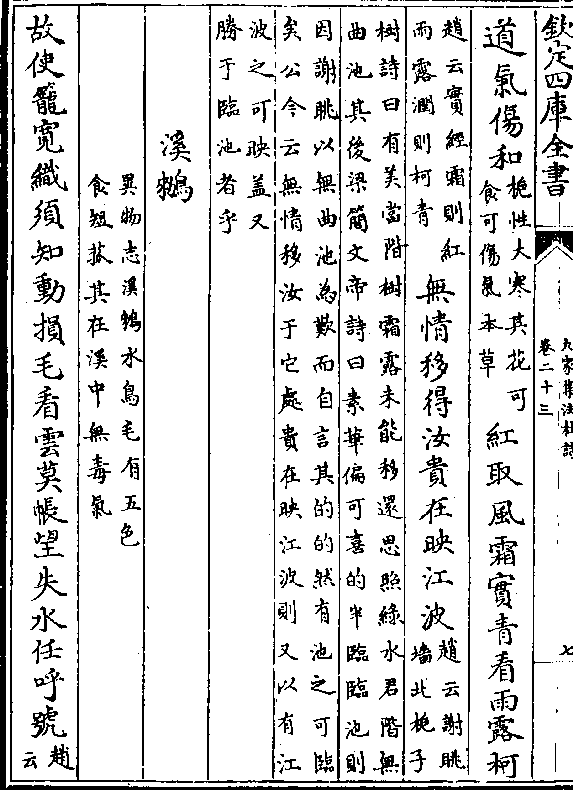 欽定四庫全書
九家集注杜詩
卷二十三
七
道氣傷和梔性大寒其花可食可傷氣本草紅取風霜實青看雨露柯
趙云實經霜則紅雨露潤則柯青無情移得汝貴在映江波趙云謝眺墻北梔子
樹詩曰有美當階樹霜露未能移還思照綠水君階無
曲池其後梁簡文帝詩曰素華偏可喜的半臨臨池則
因謝眺以無曲池為歎而自言其的的然有池之可臨
矣公今云無情移汝于它處貴在映江波則又以有江
波之可映盖又
勝于臨池者乎
溪鶒
異物志溪鶒水鳥毛有五色
食短菰其在溪中無毒氣
故使籠寛織須知動損毛看雲莫悵望失水任呼號趙云